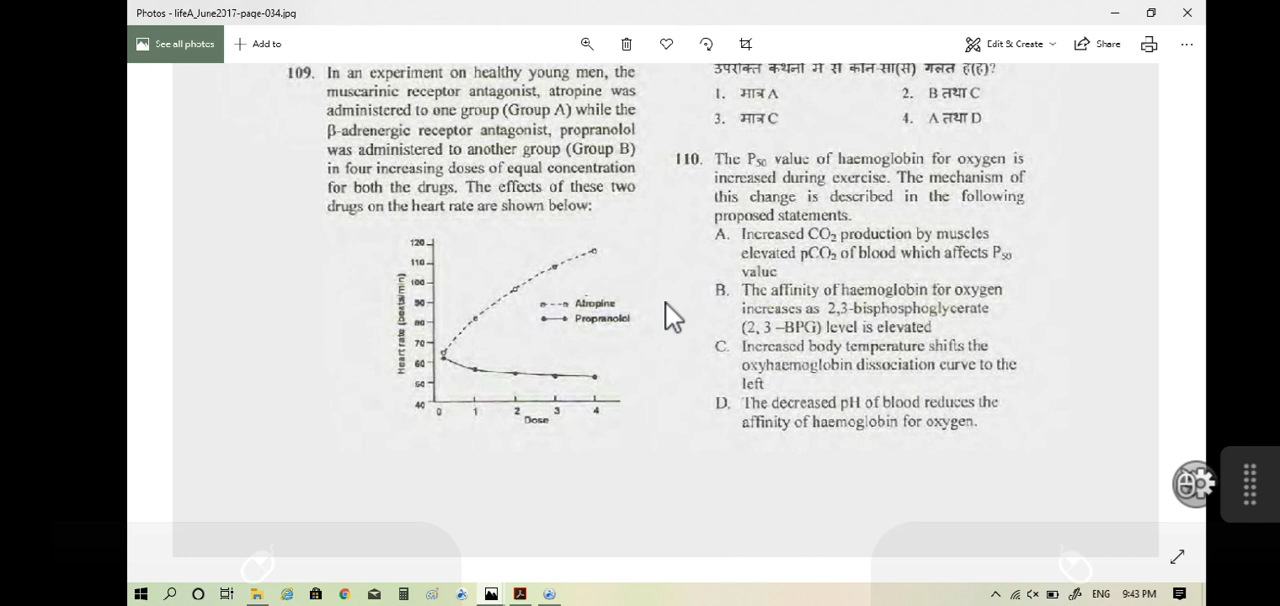 Photos - lifeA_June2017-page-034.jpg
See all photos
Add to
Edit & Create
Share
109. In an experiment on healthy young men, the
muscarinic receptor antagonist, atropine was
administered to one group (Group A) while the
β-adrenergic receptor antagonist, propranolol
was administered to another group (Group B)
in four increasing doses of equal concentration
for both the drugs. The effects of these two
drugs on the heart rate are shown below:
120
110
100
90
80
70
60
50
40
Heart rate (beats/min)
Atropine
Propranolol
0 1 2 3 4
Dose
उपरोक्त कथनों में से कौन-सा(से) गलत है(हैं)?
1. मात्र A 2. B तथा C
3. मात्र C 4. A तथा D
110. The P50 value of haemoglobin for oxygen is
increased during exercise. The mechanism of
this change is described in the following
proposed statements.
A. Increased CO2 production by muscles
elevated pCO2 of blood which affects P50
value
B. The affinity of haemoglobin for oxygen
increases as 2,3-bisphosphoglycerate
(2, 3 –BPG) level is elevated
C. Increased body temperature shifts the
oxyhaemoglobin dissociation curve to the
left
D. The decreased pH of blood reduces the
affinity of haemoglobin for oxygen.
ENG 9:43 PM